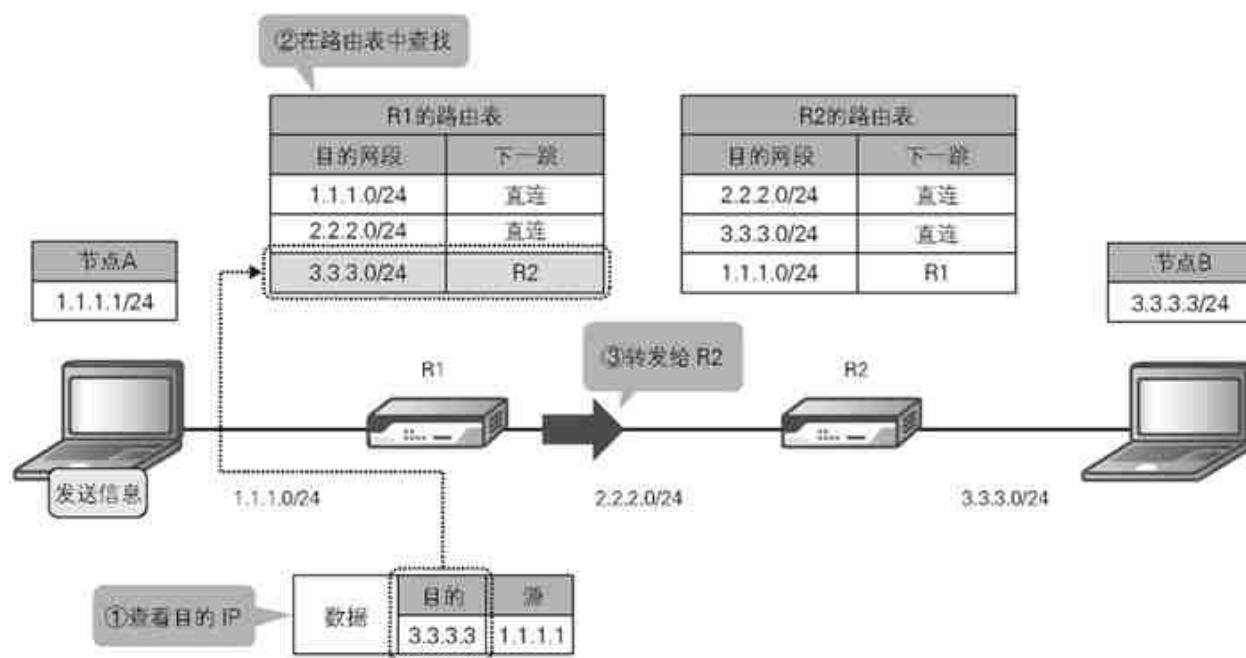 ②在路由表中查找
R1的路由表
目的网段 下一跳
1.1.1.0/24 直连
2.2.2.0/24 直连
3.3.3.0/24 R2
R2的路由表
目的网段 下一跳
2.2.2.0/24 直连
3.3.3.0/24 直连
1.1.1.0/24 R1
节点A
1.1.1.1/24
节点B
3.3.3.3/24
③转发给 R2
R1
R2
发送信息
1.1.1.0/24
2.2.2.0/24
3.3.3.0/24
①查看目的 IP
数据
目的 源
3.3.3.3 1.1.1.1